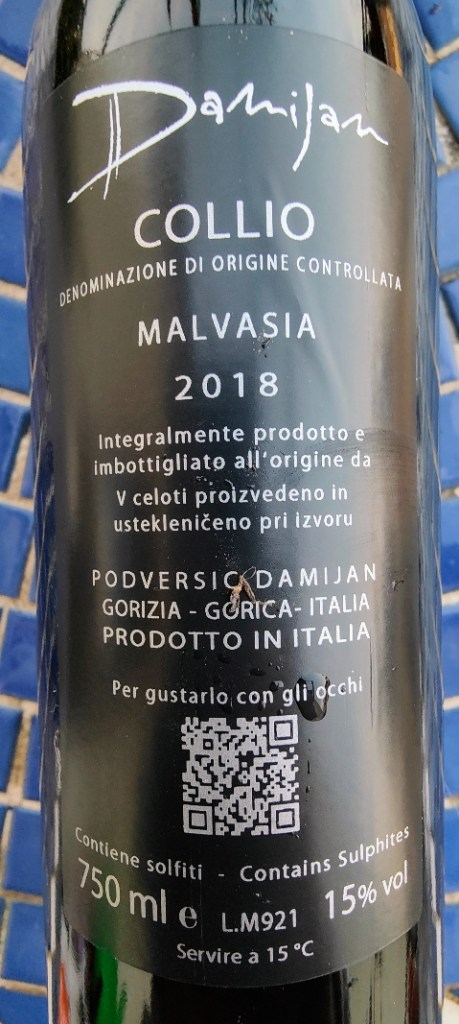 Damijan
COLLIO
DENOMINAZIONE DI ORIGINE CONTROLLATA
MALVASIA
2018
Integralmente prodotto e
imbottigliato all'origine da
V celoti proizvedeno in
ustekleničeno pri izvoru
PODVERSIC DAMIJAN
GORIZIA - GORICA- ITALIA
PRODOTTO IN ITALIA
Per gustarlo con gli occhi
Contiene solfiti - Contains Sulphites
750 ml e L.M921 15% vol
Servire a 15 °C